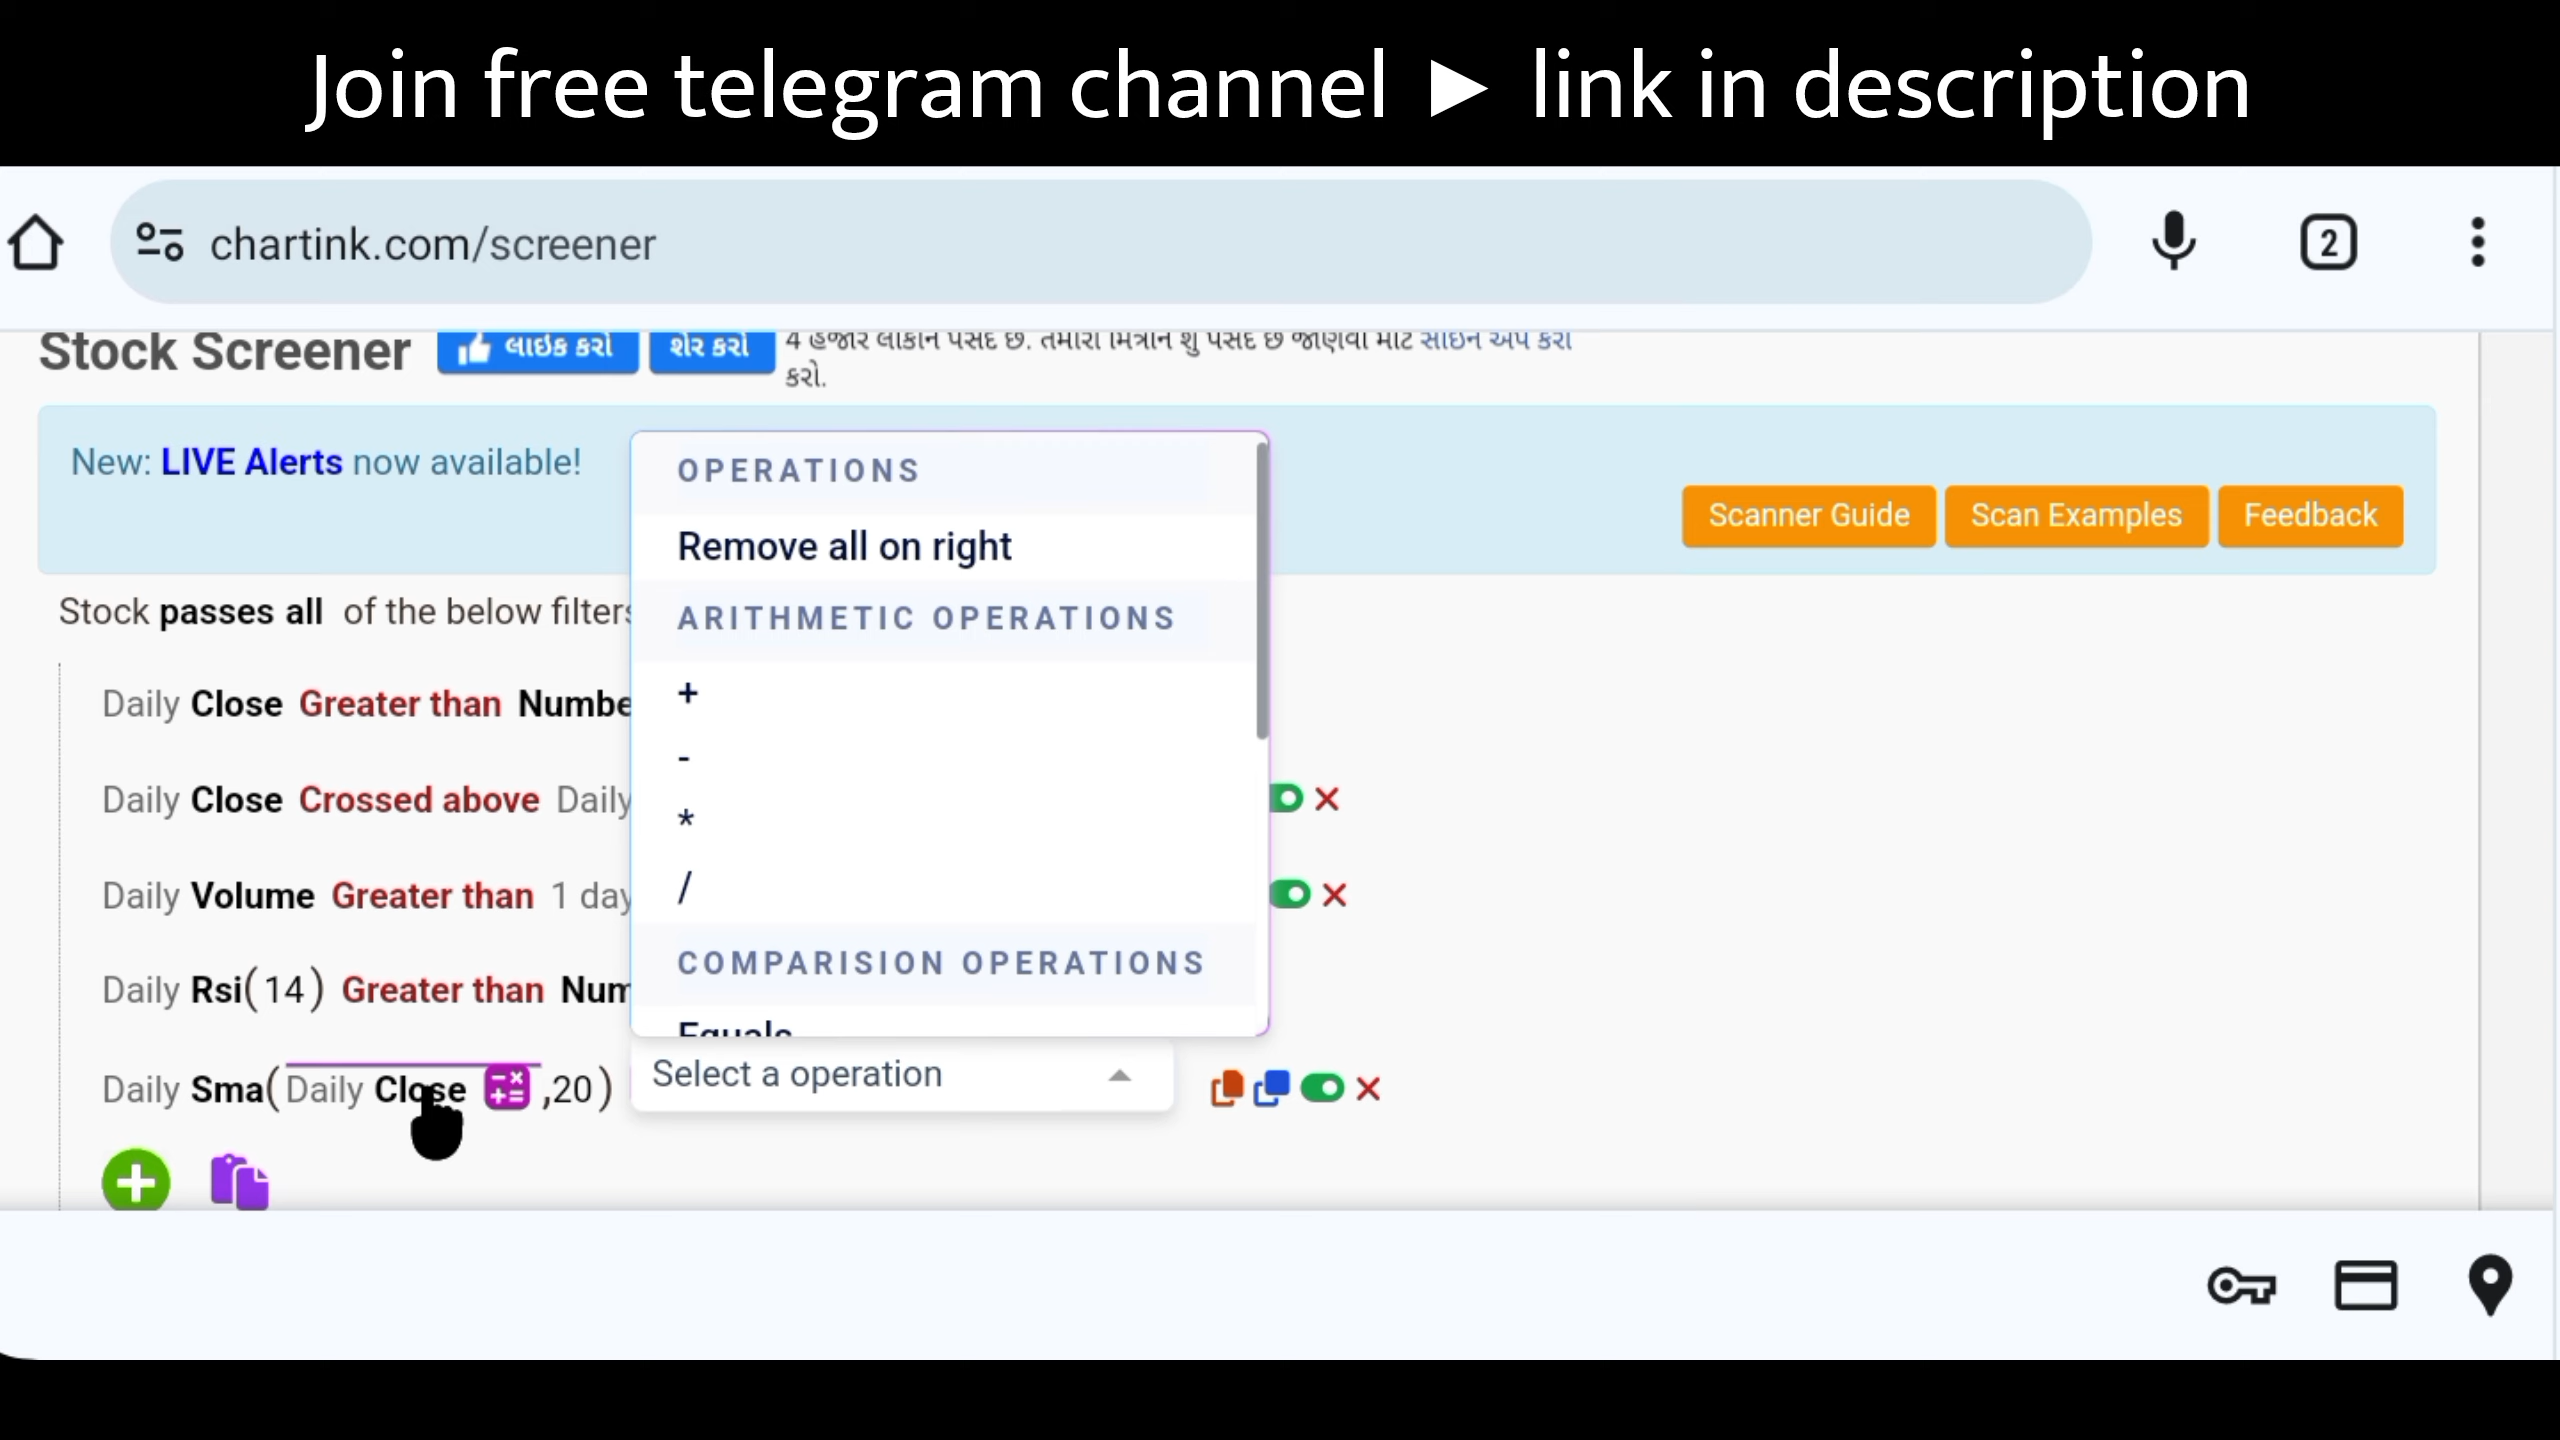 Join free telegram channel ► link in description
chartink.com/screener
2
Stock Screener
લાઇક કરો
શેર કરો
4 હજાર લોકોને પસંદ છે. તમારા મિત્રોને શું પસંદ છે જાણવા માટે સાઇન અપ કરો
કરો.
New: LIVE Alerts now available!
Scanner Guide
Scan Examples
Feedback
Stock passes all of the below filters
OPERATIONS
Remove all on right
ARITHMETIC OPERATIONS
+
-
*
/
COMPARISION OPERATIONS
Equals
Daily Close Greater than Numbe
Daily Close Crossed above Daily
Daily Volume Greater than 1 day
Daily Rsi(14) Greater than Num
Daily Sma(Daily Close ,20)
Select a operation